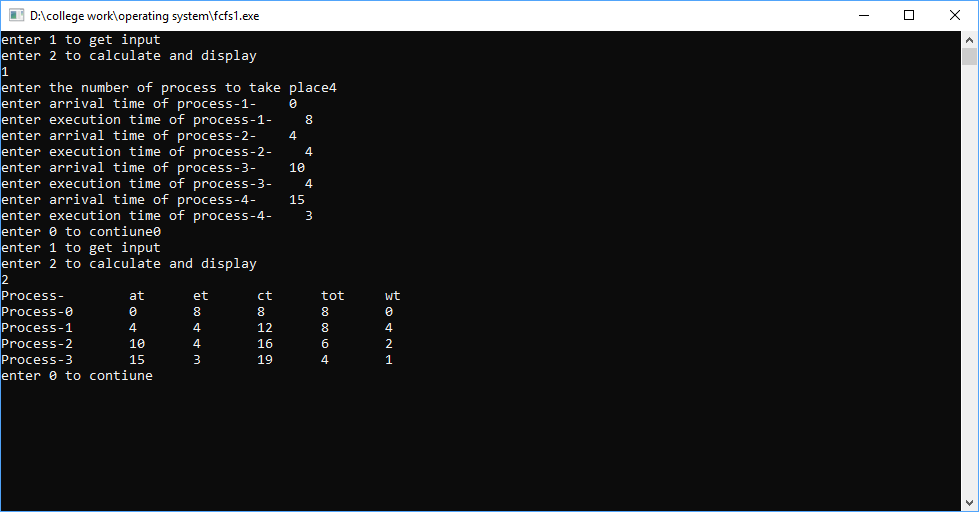 D:\college work\operating system\fcfs1.exe
enter 1 to get input
enter 2 to calculate and display
1
enter the number of process to take place4
enter arrival time of process-1-    0
enter execution time of process-1-    8
enter arrival time of process-2-    4
enter execution time of process-2-    4
enter arrival time of process-3-    10
enter execution time of process-3-    4
enter arrival time of process-4-    15
enter execution time of process-4-    3
enter 0 to contiune0
enter 1 to get input
enter 2 to calculate and display
2
Process-        at      et      ct      tot     wt
Process-0       0       8       8       8       0
Process-1       4       4       12      8       4
Process-2       10      4       16      6       2
Process-3       15      3       19      4       1
enter 0 to contiune